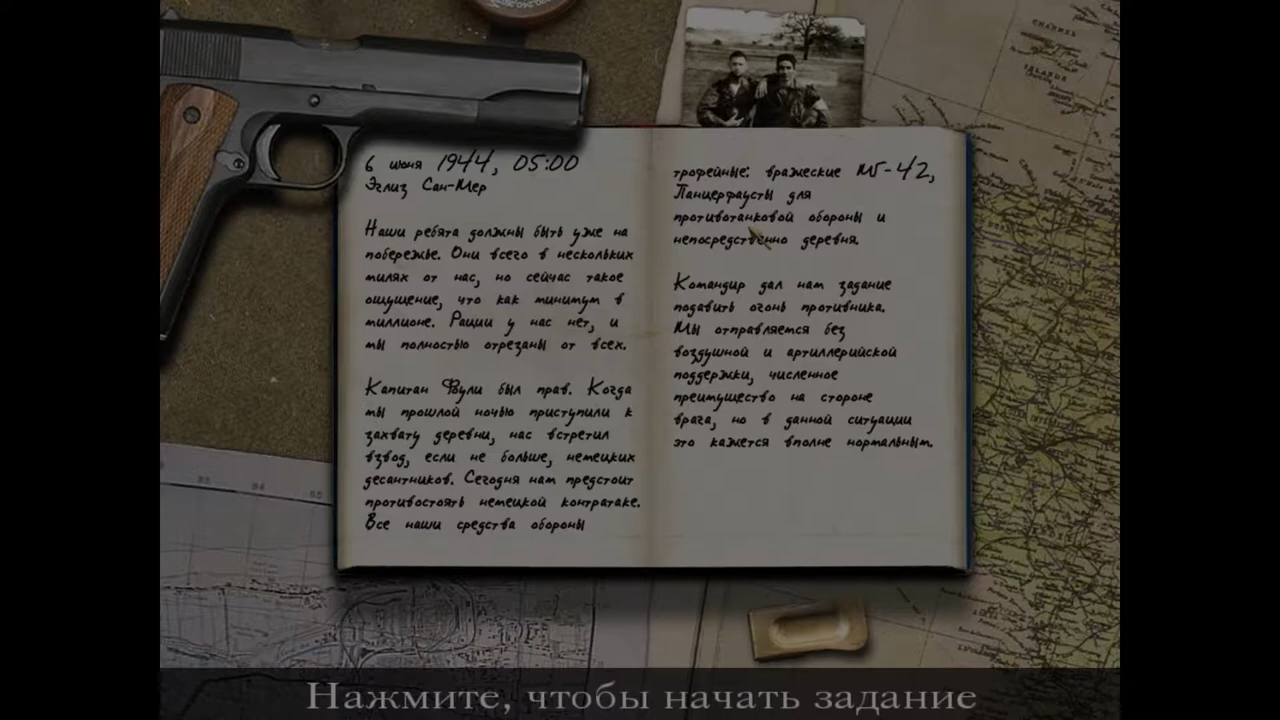 6 июня 1944, 05:00
Эглиз Сан-Мер
Наши ребята должны быть уже на
побережье. Они всего в нескольких
милях от нас, но сейчас такое
ощущение, что как минимум в
миллионе. Рации у нас нет, и
мы полностью отрезаны от всех.
Капитан Фоули был прав. Когда
мы прошлой ночью приступили к
захвату деревни, нас встретил
взвод, если не больше, немецких
десантников. Сегодня нам предстоит
противостоять немецкой контратаке.
Все наши средства обороны
трофейные: вражеские МГ-42,
Панцерфаусты для
противотанковой обороны и
непосредственно деревня.
Командир дал нам задание
подавить огонь противника.
Мы отправляемся без
воздушной и артиллерийской
поддержки, численное
преимущество на стороне
врага, но в данной ситуации
это кажется вполне нормальным.
CHANNEL
ISLANDS
Нажмите, чтобы начать задание